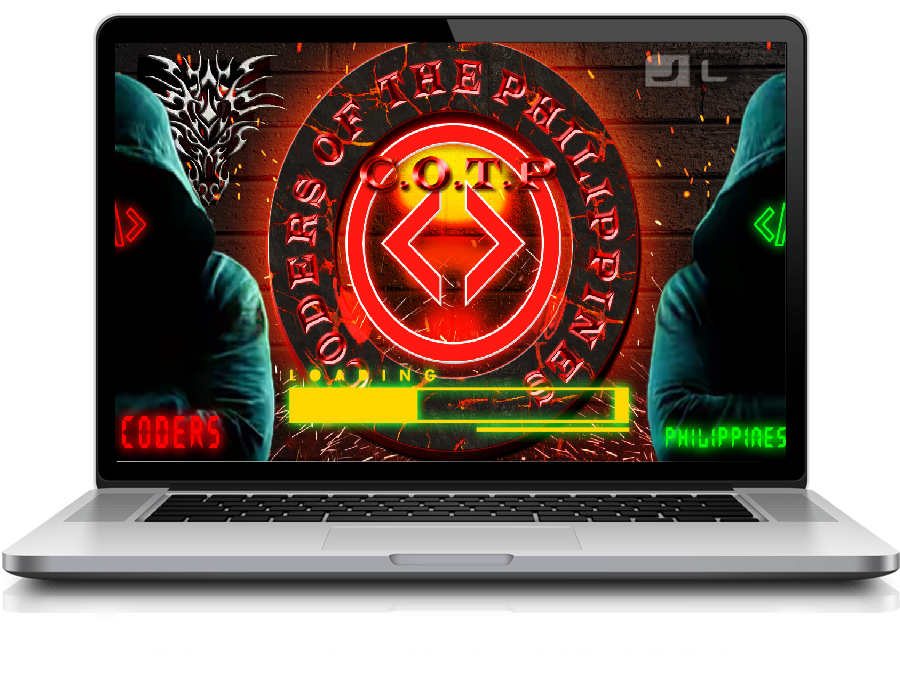 CODERS OF THE PHILIPPINES
C.O.T.P
LOADING
CODERS
PHILIPPINES